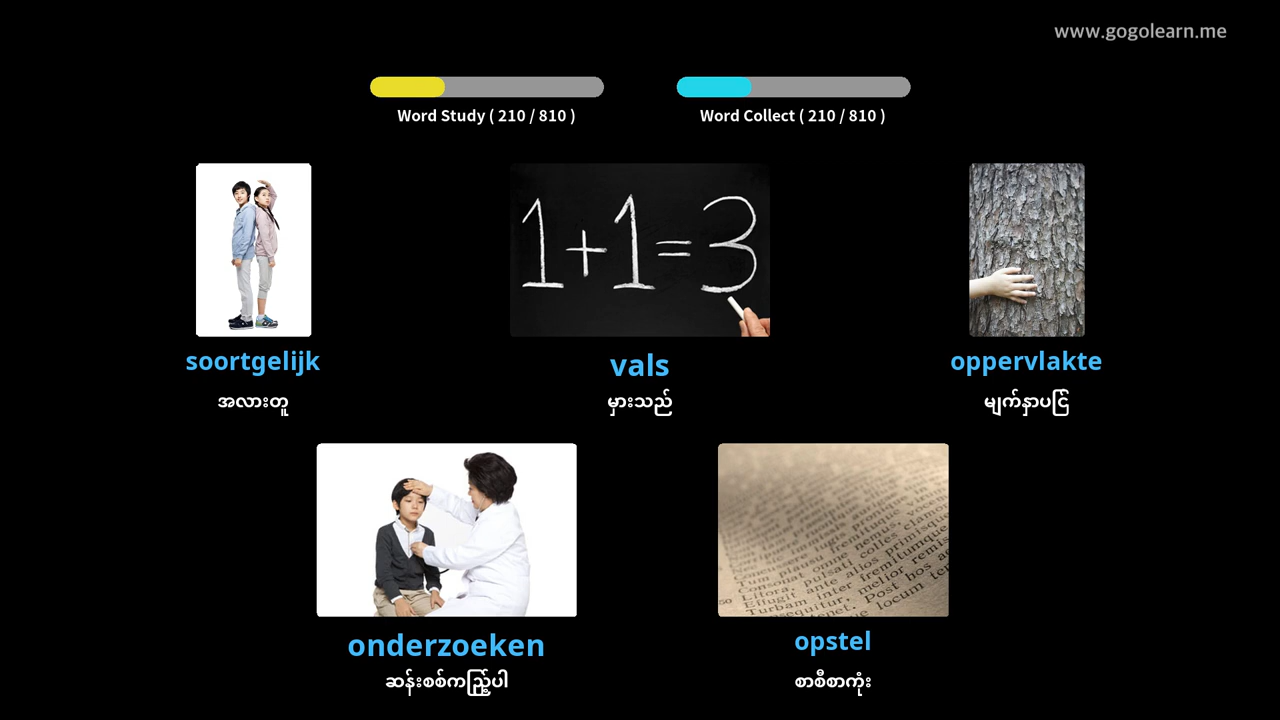 www.gogolearn.me
Word Study ( 210 / 810 )
Word Collect ( 210 / 810 )
1+1=3
soortgelijk
vals
oppervlakte
အလားတူ
မှားသည်
မျက်နှာပြင်
onderzoeken
opstel
ဆန်းစစ်ကြည့်ပါ
စာစီစာကုံး